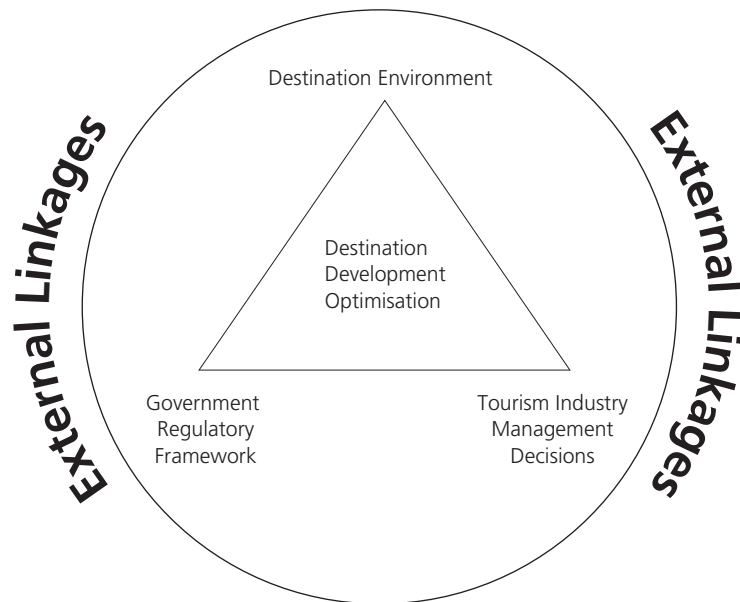 Destination Environment
External Linkages
External Linkages
Destination
Development
Optimisation
Government
Regulatory
Framework
Tourism Industry
Management
Decisions